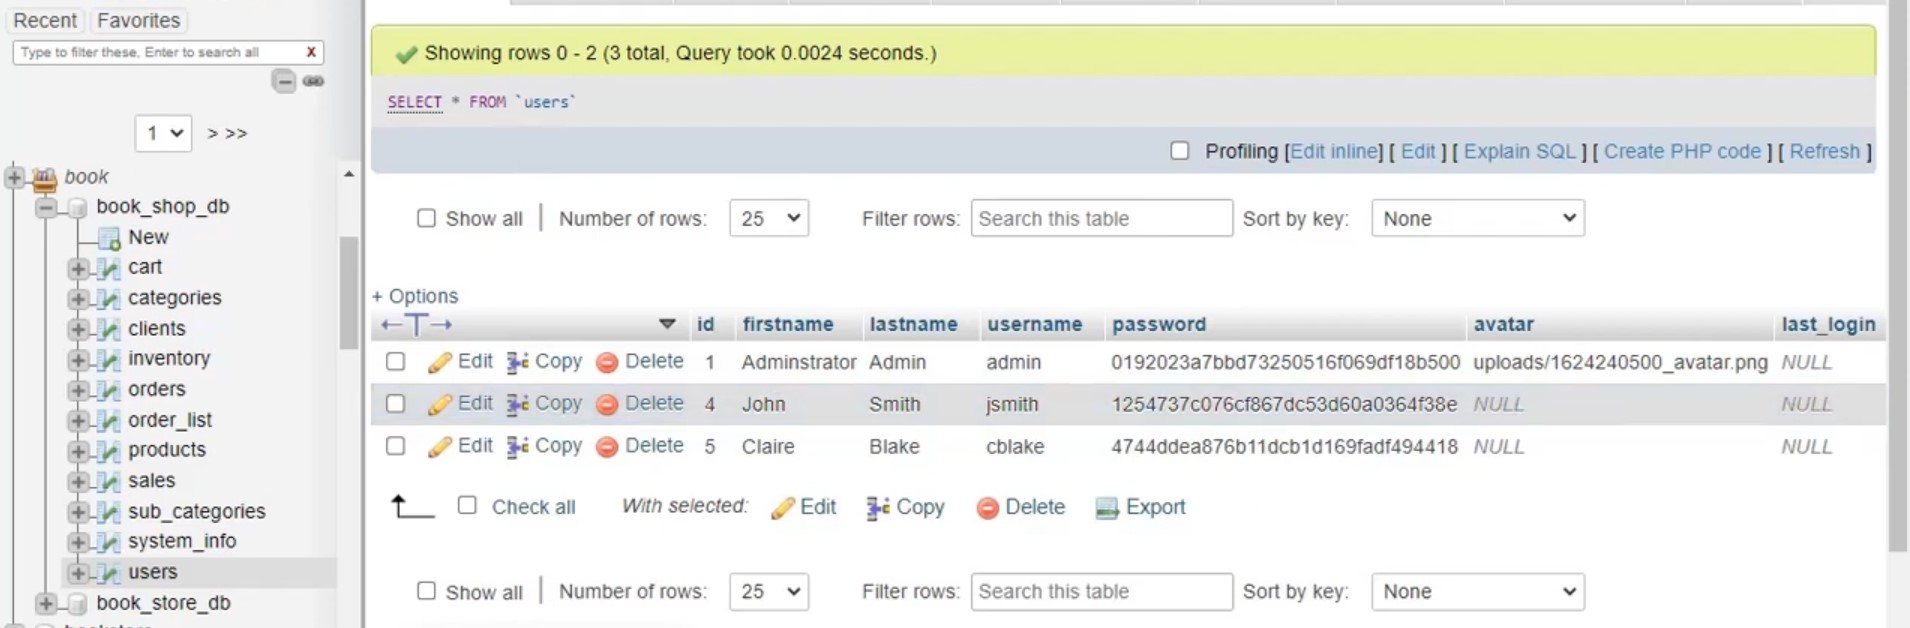 Recent Favorites
Type to filter these, Enter to search all X
1 > >>
book
book_shop_db
New
cart
categories
clients
inventory
orders
order_list
products
sales
sub_categories
system_info
users
book_store_db
Showing rows 0 - 2 (3 total, Query took 0.0024 seconds.)
SELECT * FROM `users`
Profiling [Edit inline] [ Edit ] [ Explain SQL ] [ Create PHP code ] [ Refresh ]
Show all Number of rows: 25 Filter rows: Search this table Sort by key: None
+ Options
←T→ id firstname lastname username password avatar last_login
Edit Copy Delete 1 Adminstrator Admin admin 0192023a7bbd73250516f069df18b500 uploads/1624240500_avatar.png NULL
Edit Copy Delete 4 John Smith jsmith 1254737c076cf867dc53d60a0364f38e NULL NULL
Edit Copy Delete 5 Claire Blake cblake 4744ddea876b11dcb1d169fadf494418 NULL NULL
Check all With selected: Edit Copy Delete Export
Show all Number of rows: 25 Filter rows: Search this table Sort by key: None